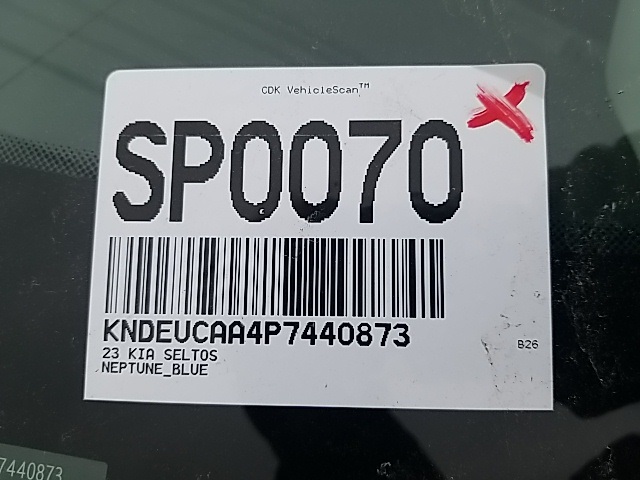 CDK VehicleScan™
SP0070
KNDEUCAA4P7440873
23 KIA SELTOS
NEPTUNE_BLUE
B26
7440873